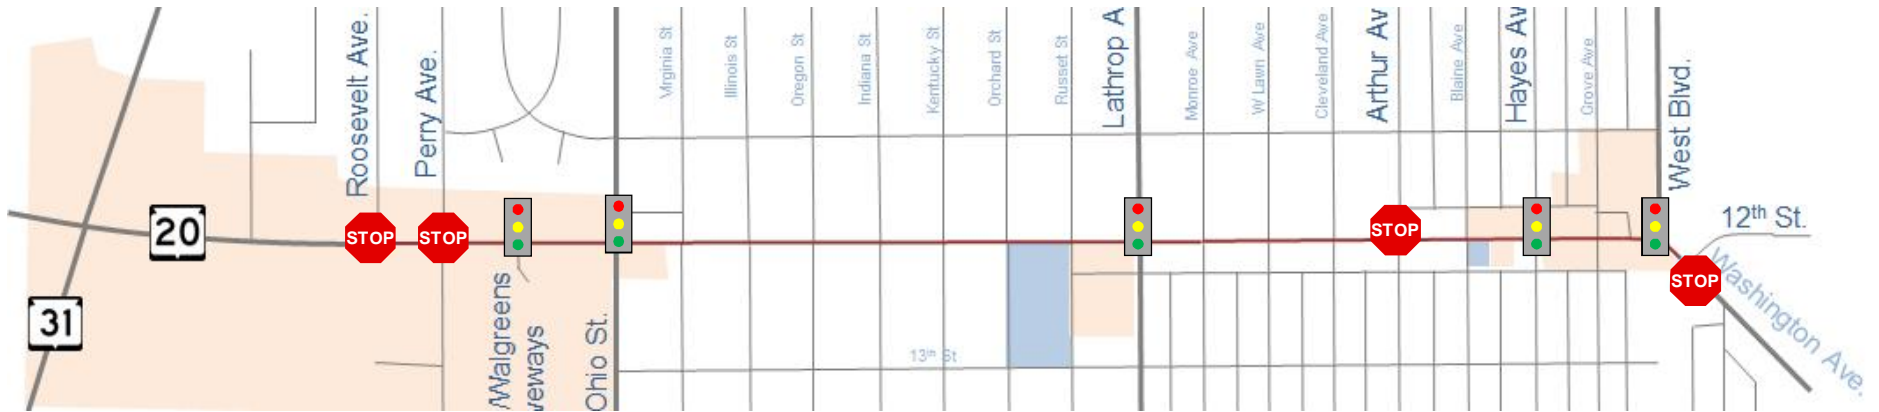 Roosevelt Ave.
Perry Ave.
Virginia St
Illinois St
Oregon St
Indiana St
Kentucky St
Orchard St
Russet St
Lathrop A
Monroe Ave
W Lawn Ave
Cleveland Ave
Arthur Av
Blaine Ave
Hayes Av
Grove Ave
West Blvd.
12th St.
20
STOP
STOP
STOP
STOP
Washington Ave.
31
Walgreens
veways
Ohio St.
13th St